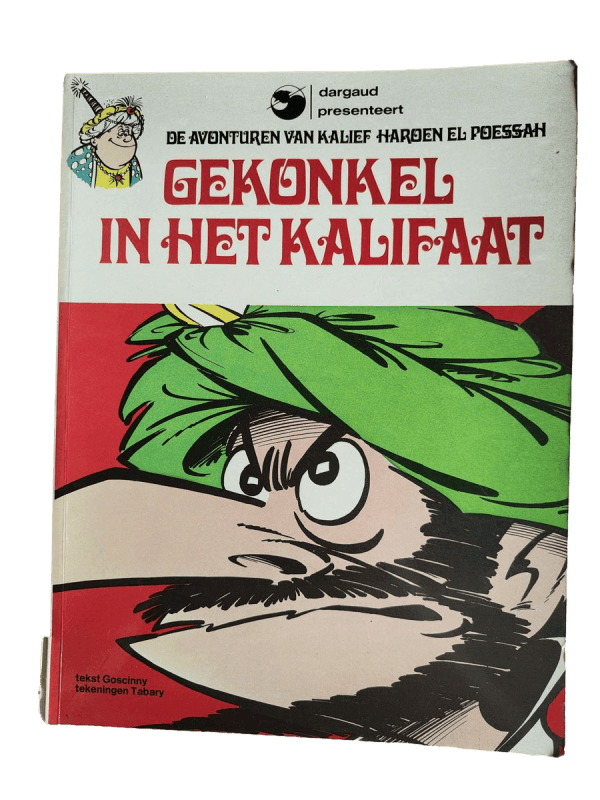 dargaud
presenteert
DE AVONTUREN VAN KALIEF HAROEN EL POESSAH
GEKONKEL
IN HET KALIFAAT
tekst Goscinny
tekeningen Tabary